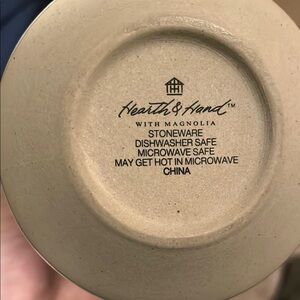 Hearth & Hand™
WITH MAGNOLIA
STONEWARE
DISHWASHER SAFE
MICROWAVE SAFE
MAY GET HOT IN MICROWAVE
CHINA